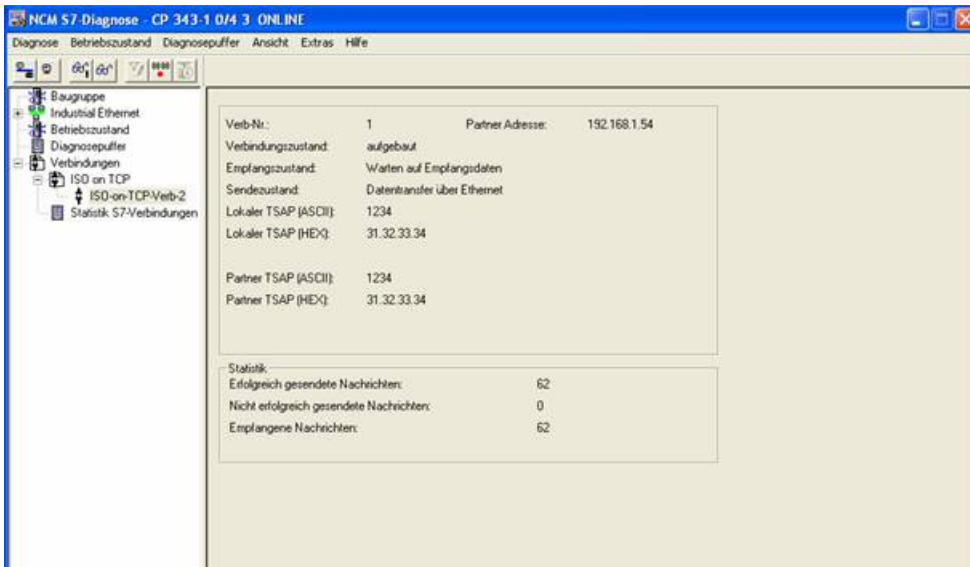 NCM S7-Diagnose - CP 343-1 0/4 3 ONLINE
Diagnose Betriebszustand Diagnosepuffer Ansicht Extras Hilfe
Baugruppe
Industrial Ethernet
Betriebszustand
Diagnosepuffer
Verbindungen
ISO on TCP
ISO-on-TCP-Verb-2
Statistik S7-Verbindungen
Verb-Nr.: 1 Partner Adresse: 192.168.1.54
Verbindungszustand: aufgebaut
Empfangszustand: Warten auf Empfangsdaten
Sendezustand: Datentransfer über Ethernet
Lokaler TSAP (ASCII): 1234
Lokaler TSAP (HEX): 31.32.33.34
Partner TSAP (ASCII): 1234
Partner TSAP (HEX): 31.32.33.34
Statistik
Erfolgreich gesendete Nachrichten: 62
Nicht erfolgreich gesendete Nachrichten: 0
Empfangene Nachrichten: 62